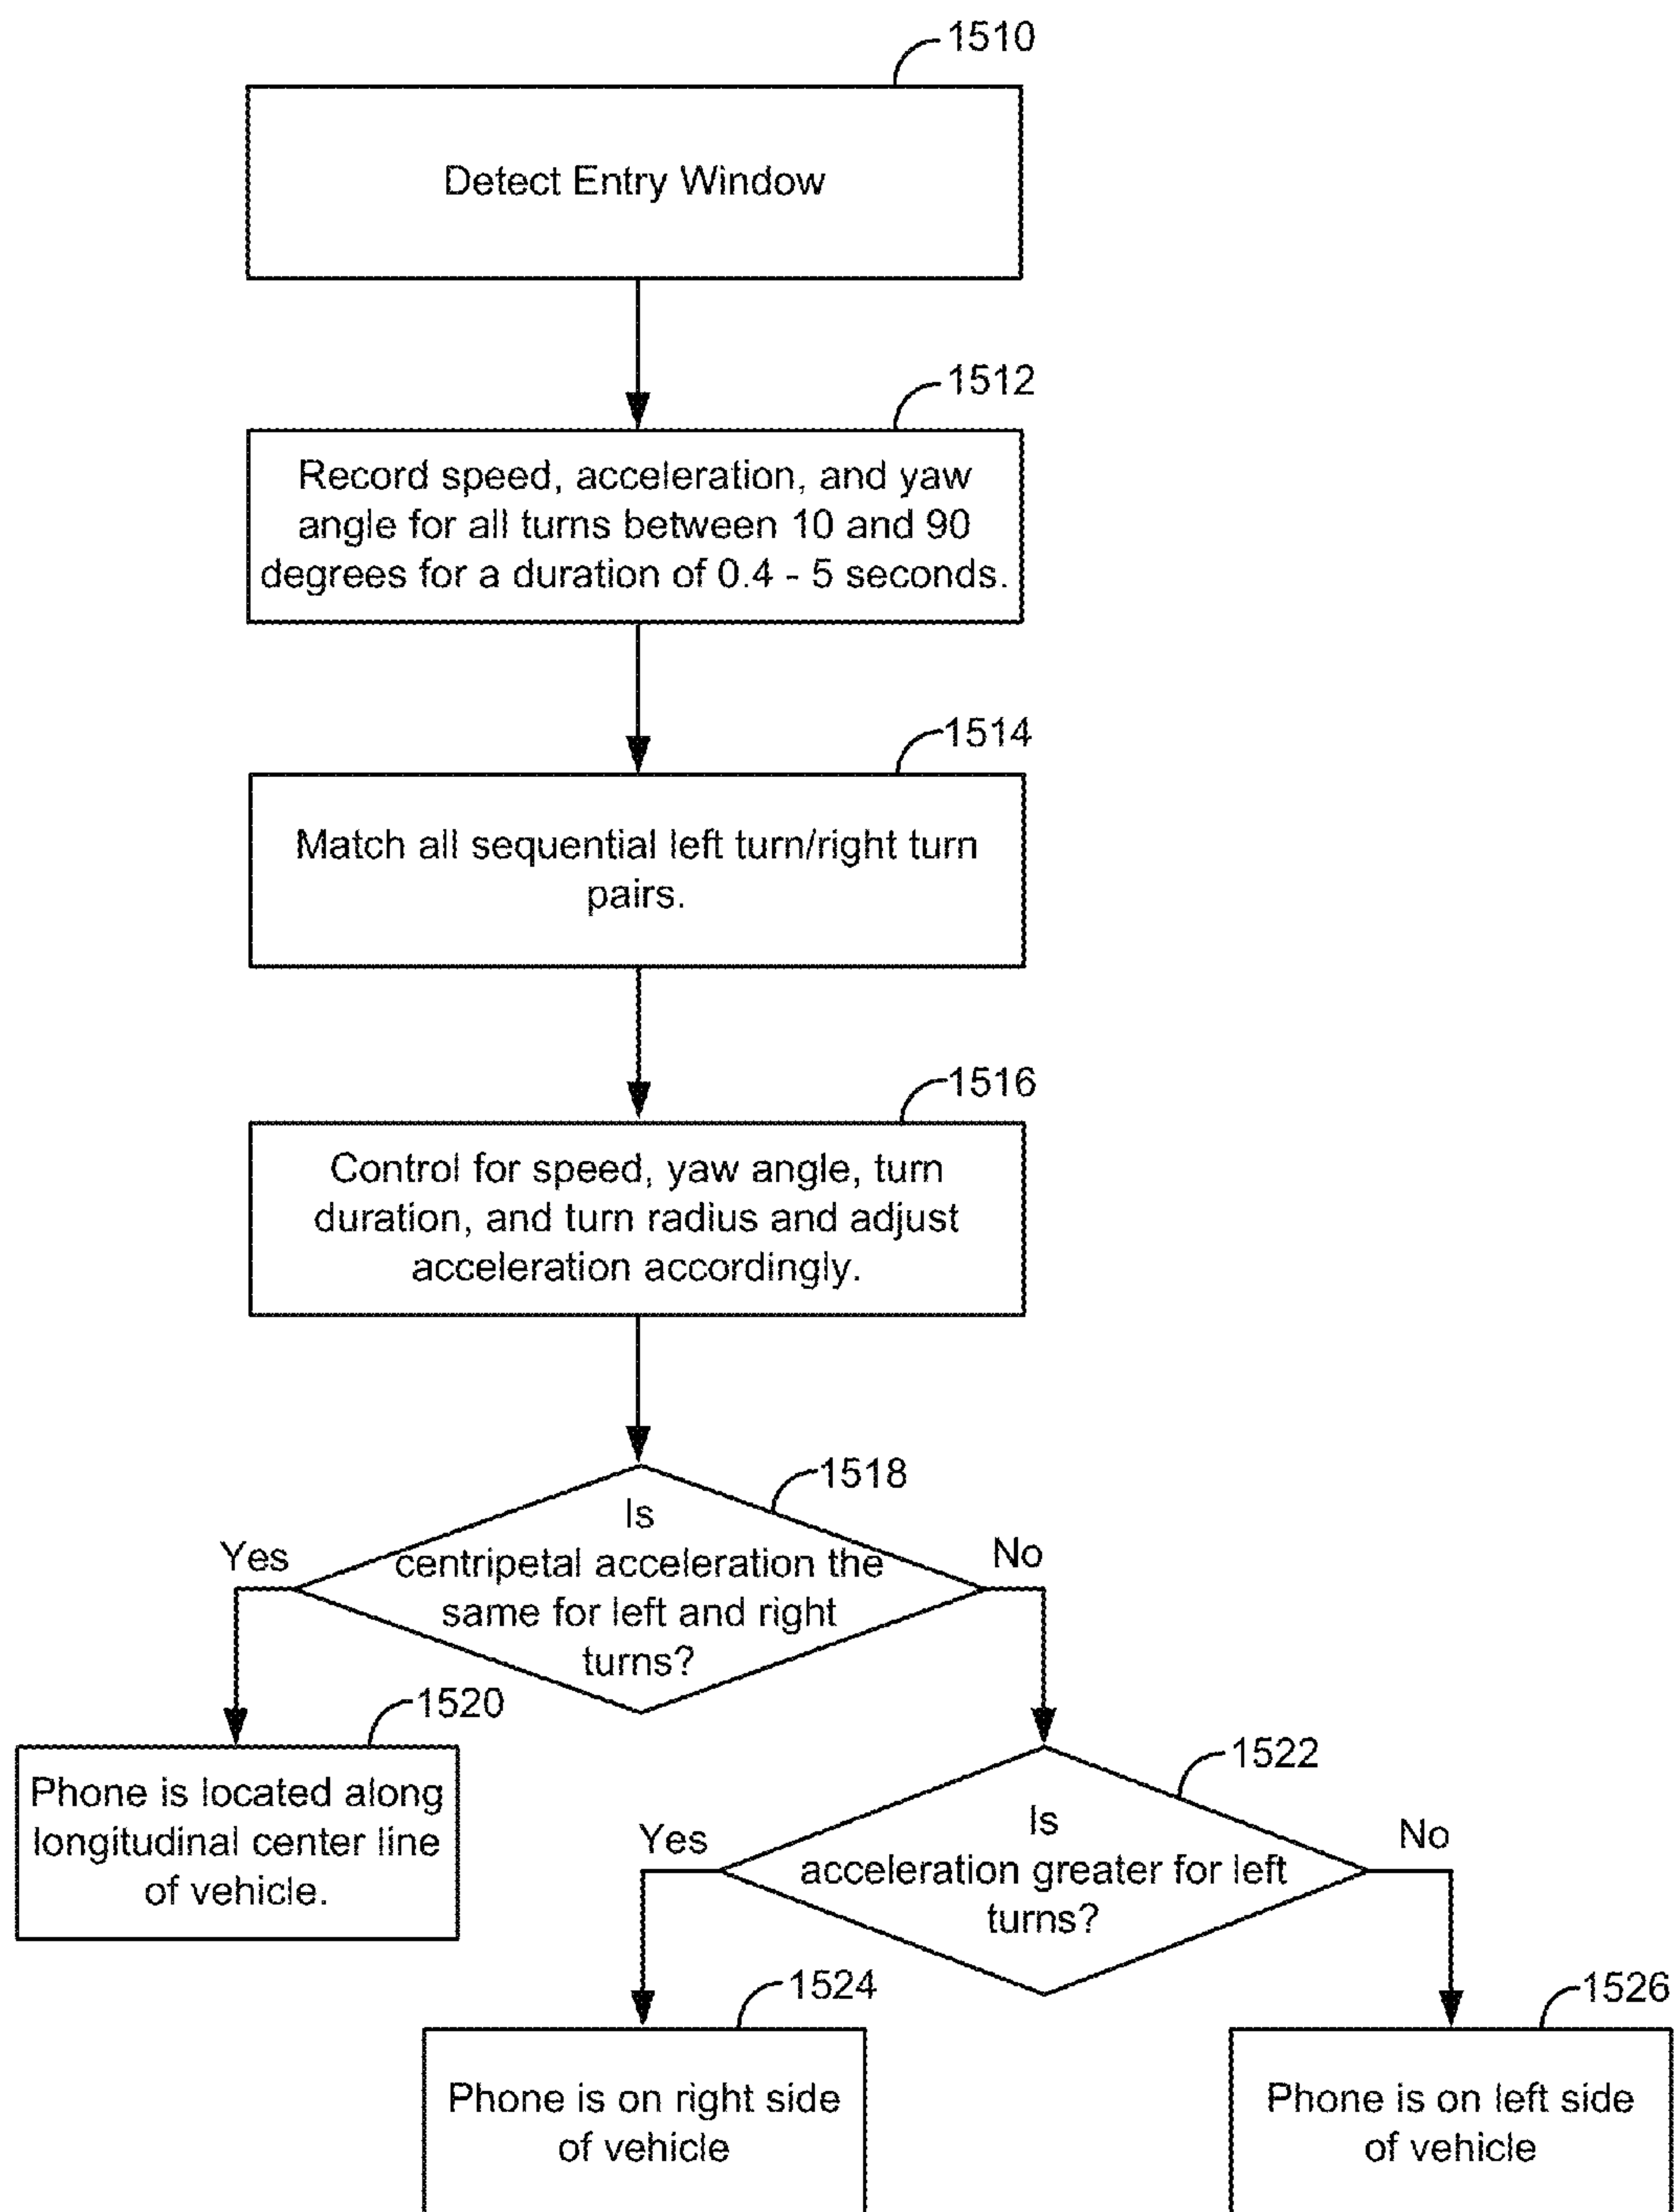 1510
Detect Entry Window
1512
Record speed, acceleration, and yaw
angle for all turns between 10 and 90
degrees for a duration of 0.4 - 5 seconds.
1514
Match all sequential left turn/right turn
pairs.
1516
Control for speed, yaw angle, turn
duration, and turn radius and adjust
acceleration accordingly.
1518
Is
centripetal acceleration the
same for left and right
turns?
Yes
No
1520
Phone is located along
longitudinal center line
of vehicle.
1522
Is
acceleration greater for left
turns?
Yes
No
1524
Phone is on right side
of vehicle
1526
Phone is on left side
of vehicle